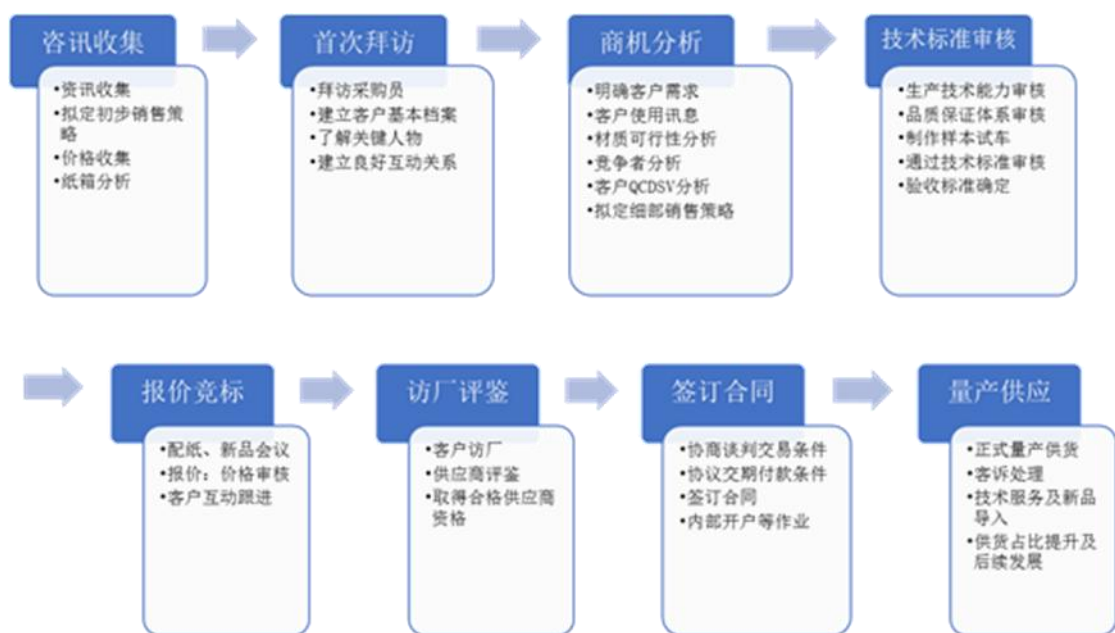 咨讯收集
•资讯收集
•拟定初步销售策
略
•价格收集
•纸箱分析
首次拜访
•拜访采购员
•建立客户基本档案
•了解关键人物
•建立良好互动关系
商机分析
•明确客户需求
•客户使用讯息
•材质可行性分析
•竞争者分析
•客户QCDSV分析
•拟定细部销售策略
技术标准审核
•生产技术能力审核
•品质保证体系审核
•制作样本试车
•通过技术标准审核
•验收标准确定
报价竞标
•配纸、新品会议
•报价：价格审核
•客户互动跟进
访厂评鉴
•客户访厂
•供应商评鉴
•取得合格供应商
资格
签订合同
•协商谈判交易条件
•协议交期付款条件
•签订合同
•内部开户等作业
量产供应
•正式量产供货
•客诉处理
•技术服务及新品
导入
•供货占比提升及
后续发展